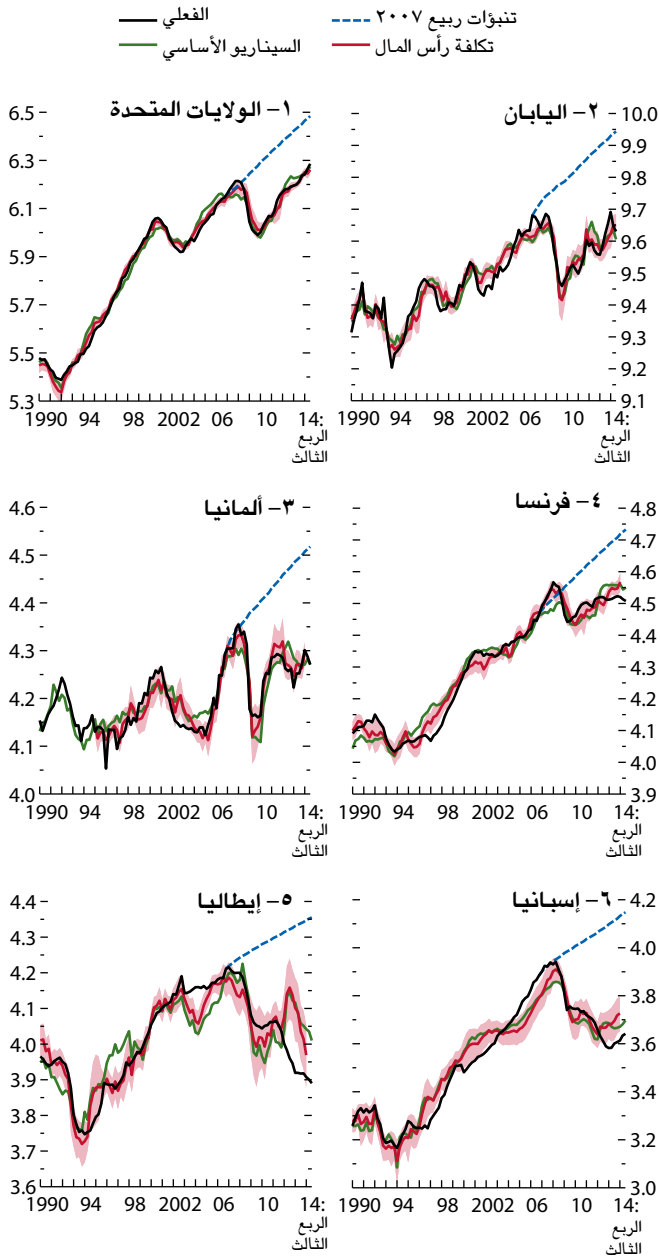 الفعلي تنبؤات ربيع ٢٠٠٧
السيناريو الأساسي تكلفة رأس المال
١- الولايات المتحدة
6.5
6.3
6.1
5.9
5.7
5.5
5.3
1990 94 98 2002 06 10 14:
الربع
الثالث
٢- اليابان
10.0
9.9
9.8
9.7
9.6
9.5
9.4
9.3
9.2
9.1
1990 94 98 2002 06 10 14:
الربع
الثالث
٣- ألمانيا
4.6
4.5
4.4
4.3
4.2
4.1
4.0
1990 94 98 2002 06 10 14:
الربع
الثالث
٤- فرنسا
4.8
4.7
4.6
4.5
4.4
4.3
4.2
4.1
4.0
3.9
1990 94 98 2002 06 10 14:
الربع
الثالث
٥- إيطاليا
4.4
4.3
4.2
4.1
4.0
3.9
3.8
3.7
3.6
1990 94 98 2002 06 10 14:
الربع
الثالث
٦- إسبانيا
4.2
4.0
3.8
3.6
3.4
3.2
3.0
1990 94 98 2002 06 10 14:
الربع
الثالث